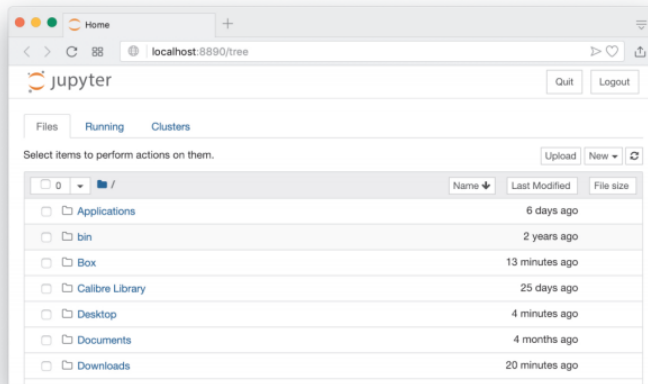 Home
localhost:8890/tree
jupyter
Quit Logout
Files Running Clusters
Select items to perform actions on them.
Upload New
0 /
Name Last Modified File size
Applications 6 days ago
bin 2 years ago
Box 13 minutes ago
Calibre Library 25 days ago
Desktop 4 minutes ago
Documents 4 months ago
Downloads 20 minutes ago